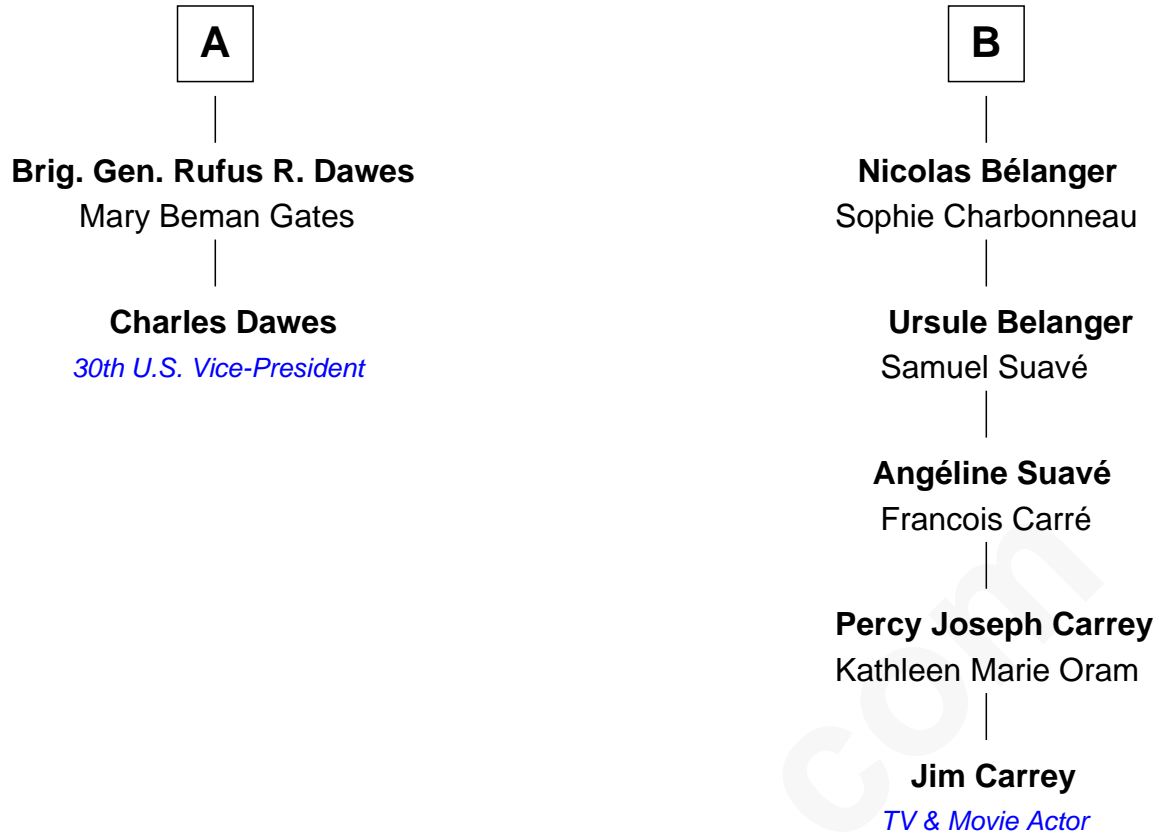 A
Brig. Gen. Rufus R. Dawes
Mary Beman Gates
Charles Dawes
30th U.S. Vice-President
B
Nicolas Bélanger
Sophie Charbonneau
Ursule Belanger
Samuel Suavé
Angéline Suavé
Francois Carré
Percy Joseph Carrey
Kathleen Marie Oram
Jim Carrey
TV & Movie Actor
com